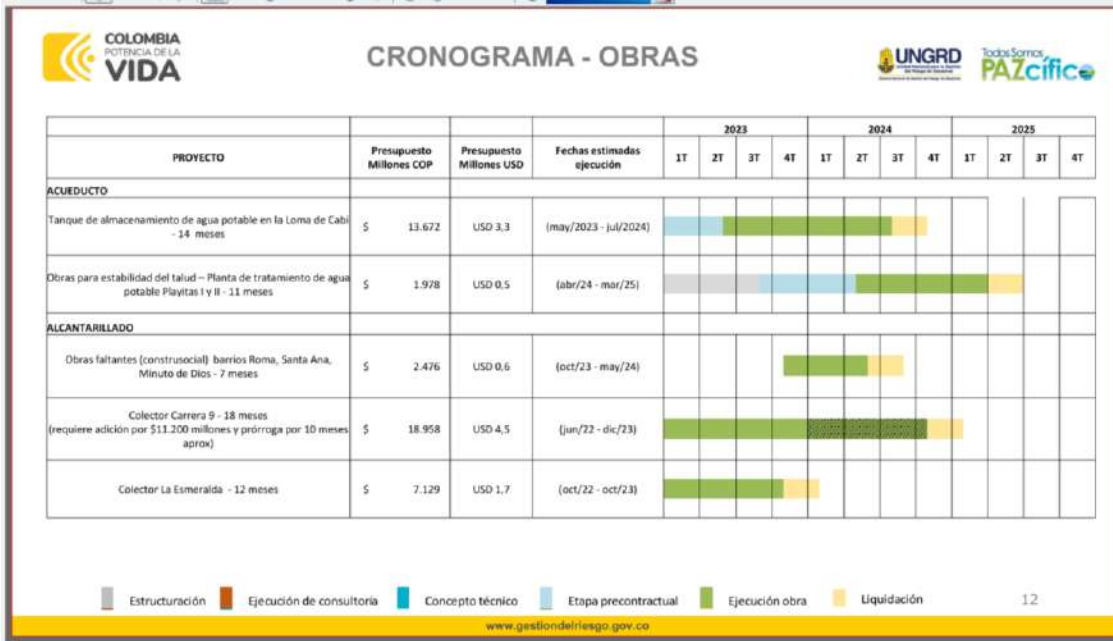 COLOMBIA
POTENCIA DE LA
VIDA
CRONOGRAMA - OBRAS
UNGRD
Todos Somos
PAZcífico
2023 2024 2025
PROYECTO Presupuesto Millones COP Presupuesto Millones USD Fechas estimadas ejecución 1T 2T 3T 4T 1T 2T 3T 4T 1T 2T 3T 4T
ACUEDUCTO
Tanque de almacenamiento de agua potable en la Loma de Cabí
- 14 meses
$ 13.672 USD 3,3 (may/2023 - jul/2024)
Obras para estabilidad del talud – Planta de tratamiento de agua
potable Playitas I y II - 11 meses
$ 1.978 USD 0,5 (abr/24 - mar/25)
ALCANTARILLADO
Obras faltantes (construsocial) barrios Roma, Santa Ana,
Minuto de Dios - 7 meses
$ 2.476 USD 0,6 (oct/23 - may/24)
Colector Carrera 9 - 18 meses
(requiere adición por $11.200 millones y prórroga por 10 meses
aprox)
$ 18.958 USD 4,5 (jun/22 - dic/23)
Colector La Esmeralda - 12 meses $ 7.129 USD 1,7 (oct/22 - oct/23)
Estructuración Ejecución de consultoría Concepto técnico Etapa precontractual Ejecución obra Liquidación 12
www.gestiondelriesgo.gov.co